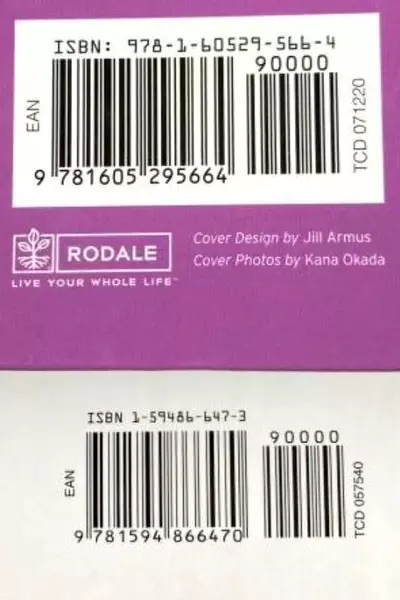 ISBN: 978-1-60529-566-4
90000
EAN
9 781605 295664
TCD 071220
RODALE
LIVE YOUR WHOLE LIFE™
Cover Design by Jill Armus
Cover Photos by Kana Okada
ISBN 1-59486-647-3
90000
EAN
9 781594 866470
TCD 057540